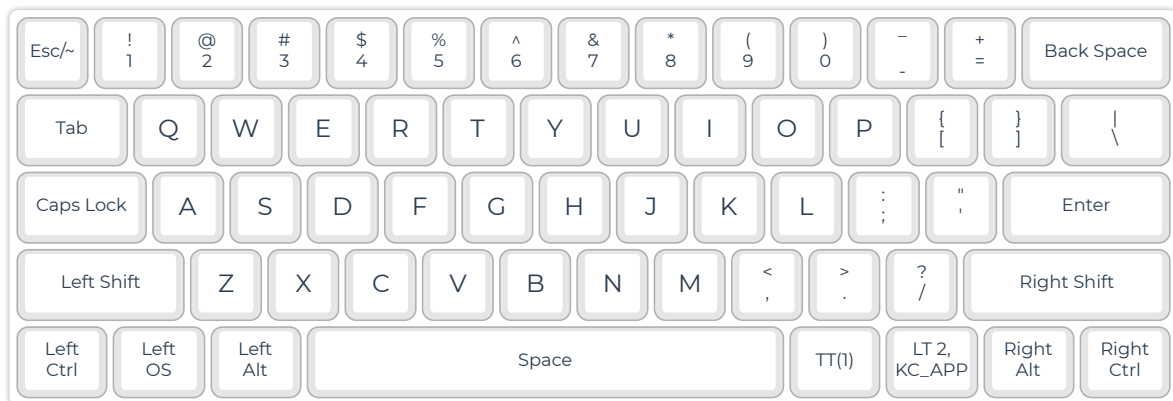 Esc/~ ! @ # $ % ^ & * ( ) _ + Back Space
1 2 3 4 5 6 7 8 9 0 - =
Tab Q W E R T Y U I O P { } |
[ ] \
Caps Lock A S D F G H J K L : " Enter
; '
Left Shift Z X C V B N M < > ? Right Shift
, . /
Left Left Left Space TT(1) LT 2, Right Right
Ctrl OS Alt KC_APP Alt Ctrl